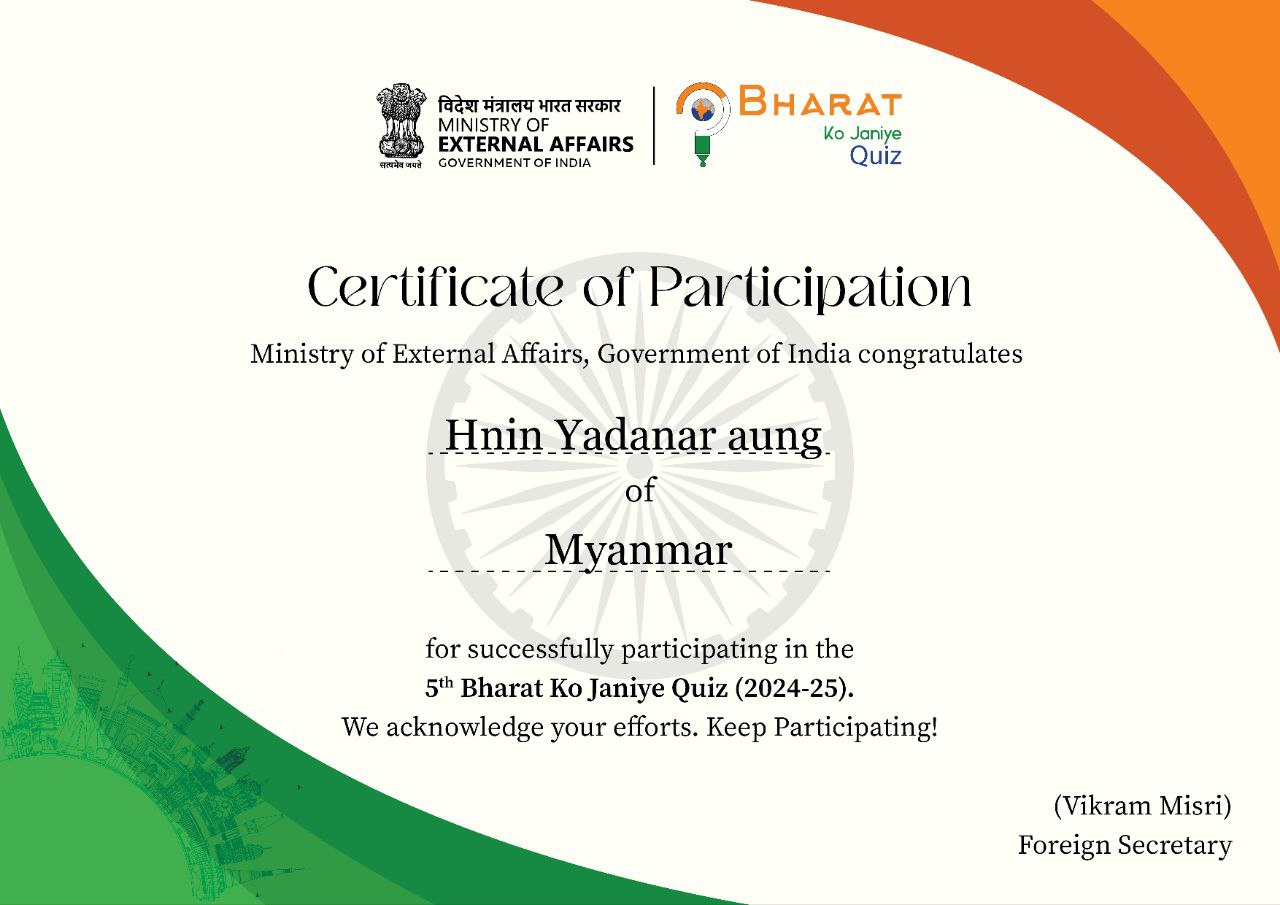 विदेश मंत्रालय भारत सरकार
MINISTRY OF
EXTERNAL AFFAIRS
GOVERNMENT OF INDIA
सत्यमेव जयते
BHARAT
Ko Janiye
Quiz
Certificate of Participation
Ministry of External Affairs, Government of India congratulates
Hnin Yadanar aung
of
Myanmar
for successfully participating in the
5th Bharat Ko Janiye Quiz (2024-25).
We acknowledge your efforts. Keep Participating!
(Vikram Misri)
Foreign Secretary